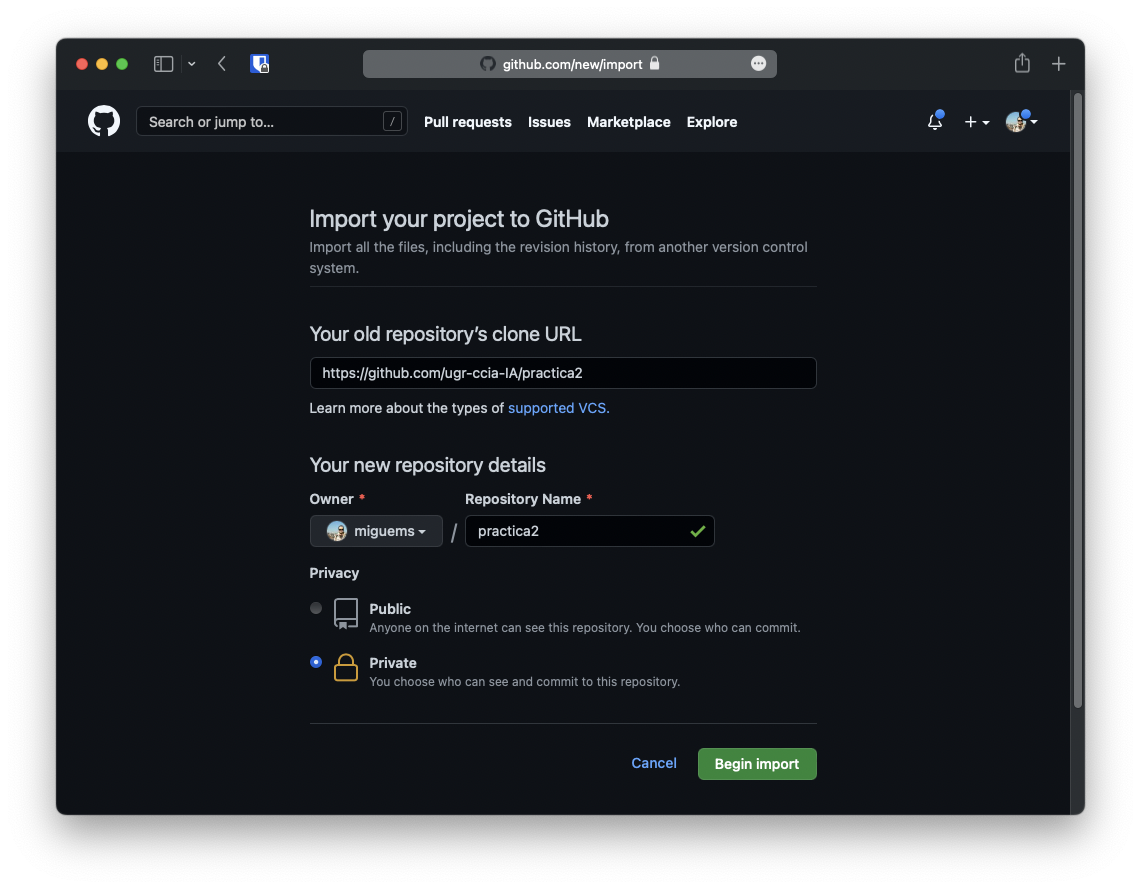 github.com/new/import
Search or jump to... /
Pull requests Issues Marketplace Explore
Import your project to GitHub
Import all the files, including the revision history, from another version control
system.
Your old repository’s clone URL
https://github.com/ugr-ccia-IA/practica2
Learn more about the types of supported VCS.
Your new repository details
Owner * Repository Name *
miguems / practica2
Privacy
Public
Anyone on the internet can see this repository. You choose who can commit.
Private
You choose who can see and commit to this repository.
Cancel Begin import